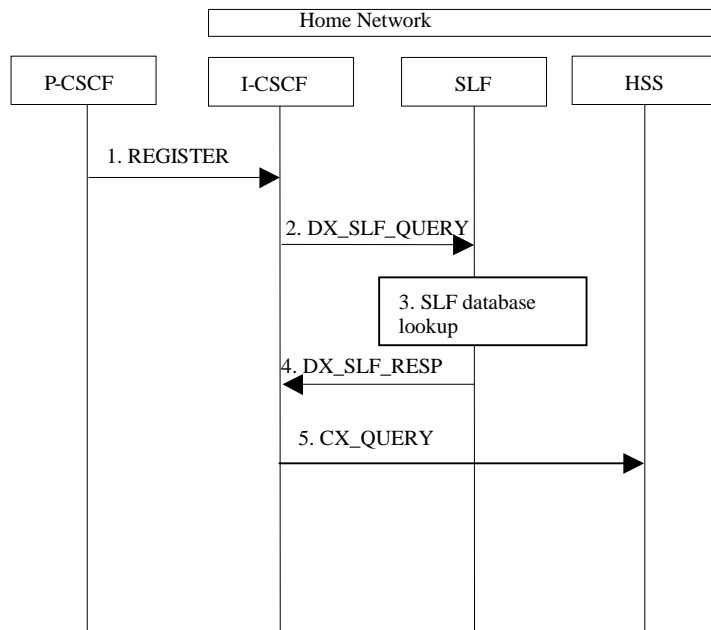 Home Network
P-CSCF
I-CSCF
SLF
HSS
1. REGISTER
2. DX_SLF_QUERY
3. SLF database
lookup
4. DX_SLF_RESP
5. CX_QUERY